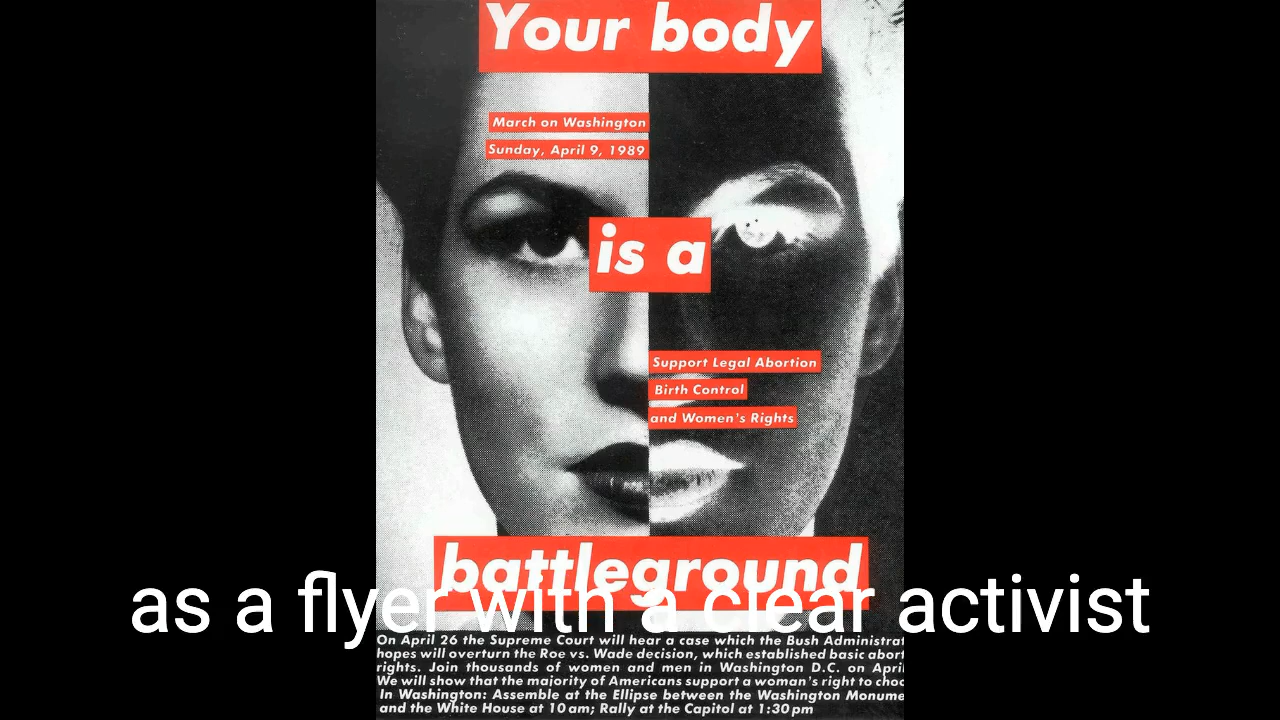 Your body
March on Washington
Sunday, April 9, 1989
is a
Support Legal Abortion
Birth Control
and Women's Rights
battleground
as a flyer with a clear activist
On April 26 the Supreme Court will hear a case which the Bush Administrat
hopes will overturn the Roe vs. Wade decision, which established basic abort
rights. Join thousands of women and men in Washington D.C. on April
We will show that the majority of Americans support a woman's right to choo
In Washington: Assemble at the Ellipse between the Washington Monume
and the White House at 10 am; Rally at the Capitol at 1:30 pm